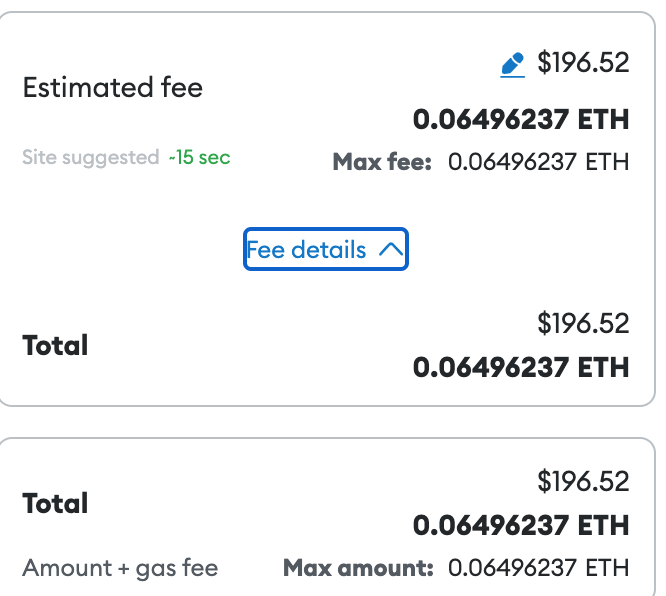 $196.52
Estimated fee
0.06496237 ETH
Site suggested ~15 sec Max fee: 0.06496237 ETH
Fee details
$196.52
Total
0.06496237 ETH
$196.52
Total
0.06496237 ETH
Amount + gas fee Max amount: 0.06496237 ETH